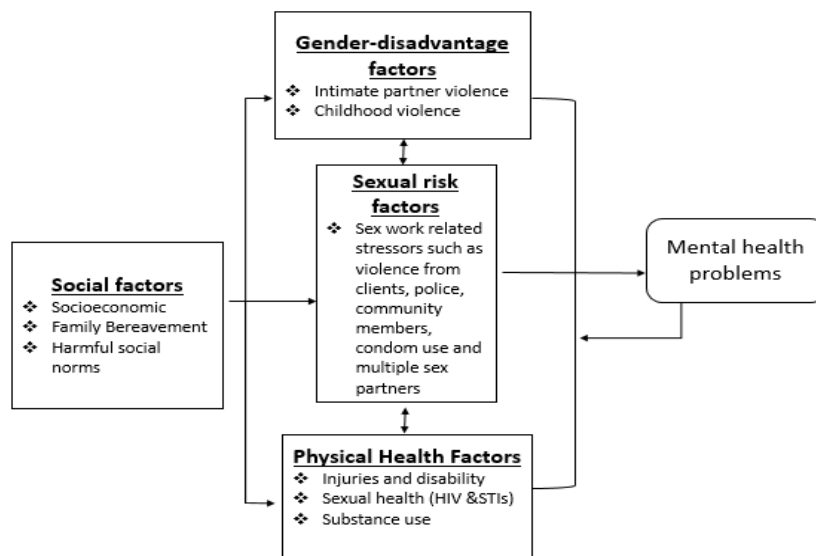 Gender-disadvantage
factors
❖ Intimate partner violence
❖ Childhood violence
Sexual risk
factors
❖ Sex work related
stressors such as
violence from
clients, police,
community
members,
condom use and
multiple sex
partners
Mental health
problems
Social factors
❖ Socioeconomic
❖ Family Bereavement
❖ Harmful social
norms
Physical Health Factors
❖ Injuries and disability
❖ Sexual health (HIV &STIs)
❖ Substance use